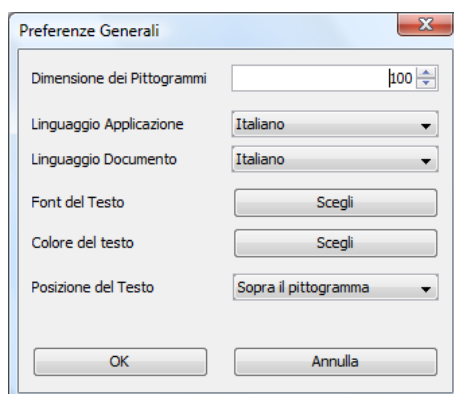 Preferenze Generali
Dimensione dei Pittogrammi 100
Linguaggio Applicazione Italiano
Linguaggio Documento Italiano
Font del Testo Scegli
Colore del testo Scegli
Posizione del Testo Sopra il pittogramma
OK Annulla